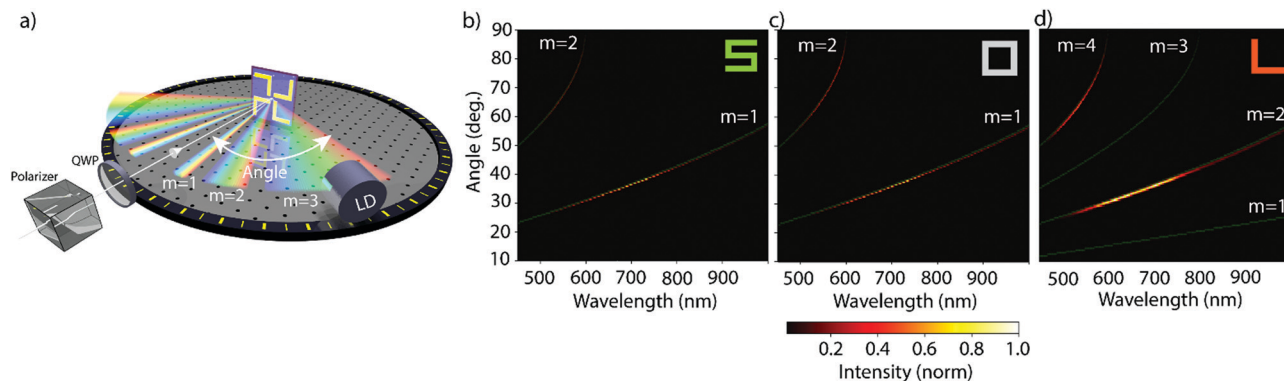 a)
Polarizer
QWP
m=1
m=2
m=3
Angle
LD
b)
Angle (deg.)
90
80
70
60
50
40
30
20
10
m=2
m=1
500 600 700 800 900
Wavelength (nm)
c)
m=2
m=1
500 600 700 800 900
Wavelength (nm)
d)
m=4
m=3
m=2
m=1
500 600 700 800 900
Wavelength (nm)
0.2 0.4 0.6 0.8 1.0
Intensity (norm)